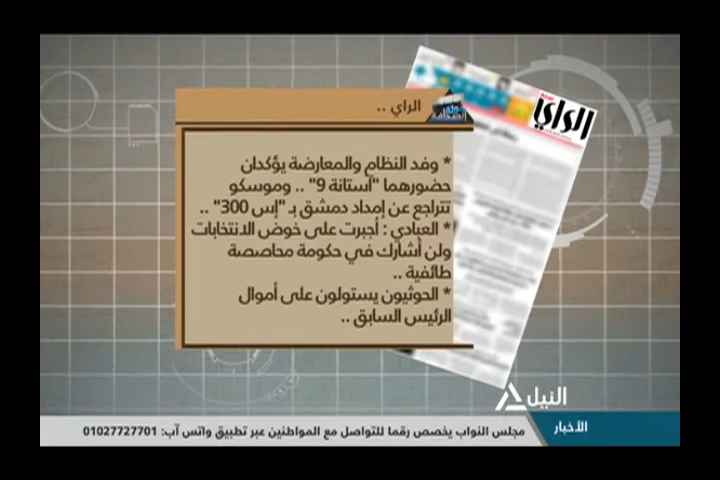 الراي ..
الراي
* وفد النظام والمعارضة يؤكدان
حضورهما "أستانة 9" .. وموسكو
تتراجع عن إمداد دمشق بـ "إس 300" ..
* العبادي : أجبرت على خوض الانتخابات
ولن أشارك في حكومة محاصصة
طائفية ..
* الحوثيون يستولون على أموال
الرئيس السابق ..
النيل
الأخبار
مجلس النواب يخصص رقما للتواصل مع المواطنين عبر تطبيق واتس آب: 01027727701